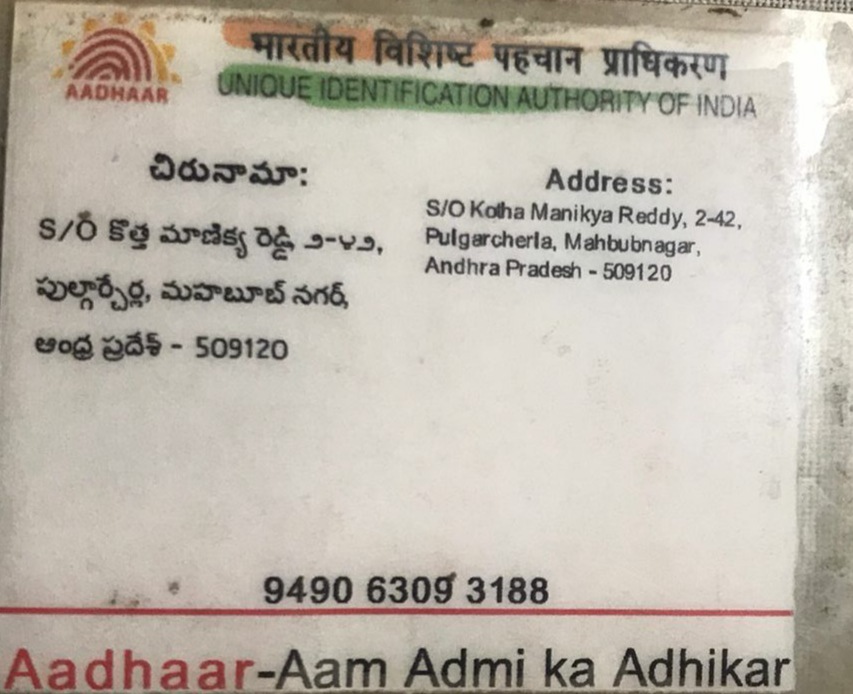 AADHAAR
भारतीय विशिष्ट पहचान प्राधिकरण
UNIQUE IDENTIFICATION AUTHORITY OF INDIA
చిరునామా:
S/O కొత్త మాణిక్య రెడ్డి, ౨-౪౨,
పుల్గార్చేర్ల, మహబూబ్ నగర్,
ఆంధ్ర ప్రదేశ్ - 509120
Address:
S/O Kotha Manikya Reddy, 2-42,
Pulgarcherla, Mahbubnagar,
Andhra Pradesh - 509120
9490 6309 3188
Aadhaar-Aam Admi ka Adhikar